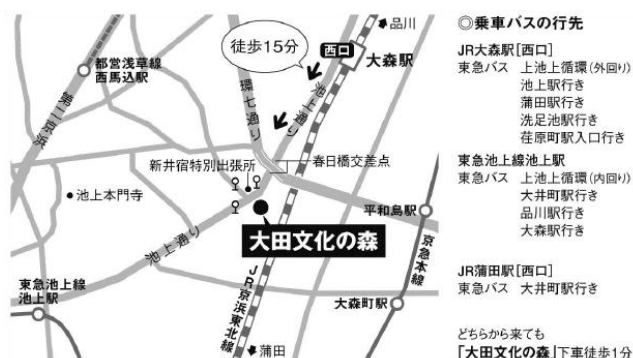 品川
徒歩15分
西口
大森駅
都営浅草線
西馬込駅
第二京浜
環七通り
池上通り
新井宿特別出張所
春日橋交差点
池上本門寺
平和島駅
大田文化の森
池上通り
京急本線
JR京浜東北線
東急池上線
池上駅
大森町駅
蒲田
◎乗車バスの行先
JR大森駅[西口]
東急バス 上池上循環(外回り)
池上駅行き
蒲田駅行き
洗足池駅行き
荏原町駅入口行き
東急池上線池上駅
東急バス 上池上循環(内回り)
大井町駅行き
品川駅行き
大森駅行き
JR蒲田駅[西口]
東急バス 大井町駅行き
どちらから来ても
「大田文化の森」下車徒歩1分